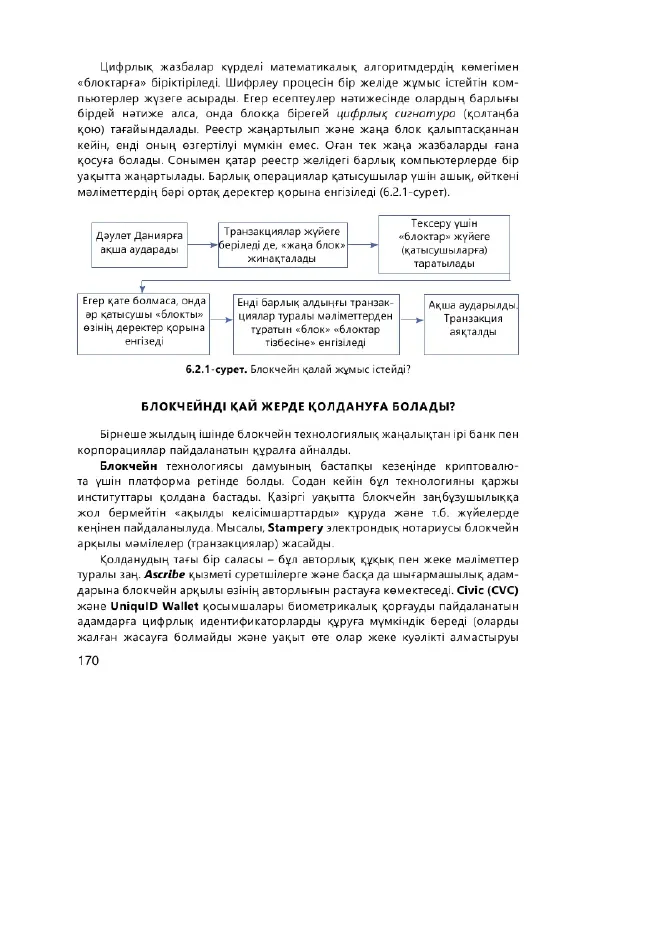 Цифрлық жазбалар күрделі математикалық алгоритмдердің көмегімен
«блоктарға» біріктіріледі. Шифрлеу процесін бір желіде жұмыс істейтін ком-
пьютерлер жүзеге асырады. Егер есептеулер нәтижесінде олардың барлығы
бірдей нәтиже алса, онда блокқа бірегей цифрлық сигнатура (қолтаңба
қою) тағайындалады. Реестр жаңартылып және жаңа блок қалыптасқаннан
кейін, енді оның өзгертілуі мүмкін емес. Оған тек жаңа жазбаларды ғана
қосуға болады. Сонымен қатар реестр желідегі барлық компьютерлерде бір
уақытта жаңартылады. Барлық операциялар қатысушылар үшін ашық, өйткені
мәліметтердің бәрі ортақ деректер қорына енгізіледі (6.2.1-сурет).
Дәулет Даниярға
ақша аударады
Транзакциялар жүйеге
беріледі де, «жаңа блок»
жинақталады
Тексеру үшін
«блоктар» жүйеге
(қатысушыларға)
таратылады
Егер қате болмаса, онда
әр қатысушы «блокты»
өзінің деректер қорына
енгізеді
Енді барлық алдыңғы транзак-
циялар туралы мәліметтерден
тұратын «блок» «блоктар
тізбесіне» енгізіледі
Ақша аударылды.
Транзакция
аяқталды
6.2.1-сурет. Блокчейн қалай жұмыс істейді?
БЛОКЧЕЙНДІ ҚАЙ ЖЕРДЕ ҚОЛДАНУҒА БОЛАДЫ?
Бірнеше жылдың ішінде блокчейн технологиялық жаңалықтан ірі банк пен
корпорациялар пайдаланатын құралға айналды.
Блокчейн технологиясы дамуының бастапқы кезеңінде криптовалю-
та үшін платформа ретінде болды. Содан кейін бұл технологияны қаржы
институттары қолдана бастады. Қазіргі уақытта блокчейн заңбұзушылыққа
жол бермейтін «ақылды келісімшарттарды» құруда және т.б. жүйелерде
кеңінен пайдаланылуда. Мысалы, Stampery электрондық нотариусы блокчейн
арқылы мәмілелер (транзакциялар) жасайды.
Қолданудың тағы бір саласы – бұл авторлық құқық пен жеке мәліметтер
туралы заң. Ascribe қызметі суретшілерге және басқа да шығармашылық адам-
дарына блокчейн арқылы өзінің авторлығын растауға көмектеседі. Civic (CVC)
және UniquID Wallet қосымшалары биометрикалық қорғауды пайдаланатын
адамдарға цифрлық идентификаторларды құруға мүмкіндік береді (оларды
жалған жасауға болмайды және уақыт өте олар жеке куәлікті алмастыруы
170